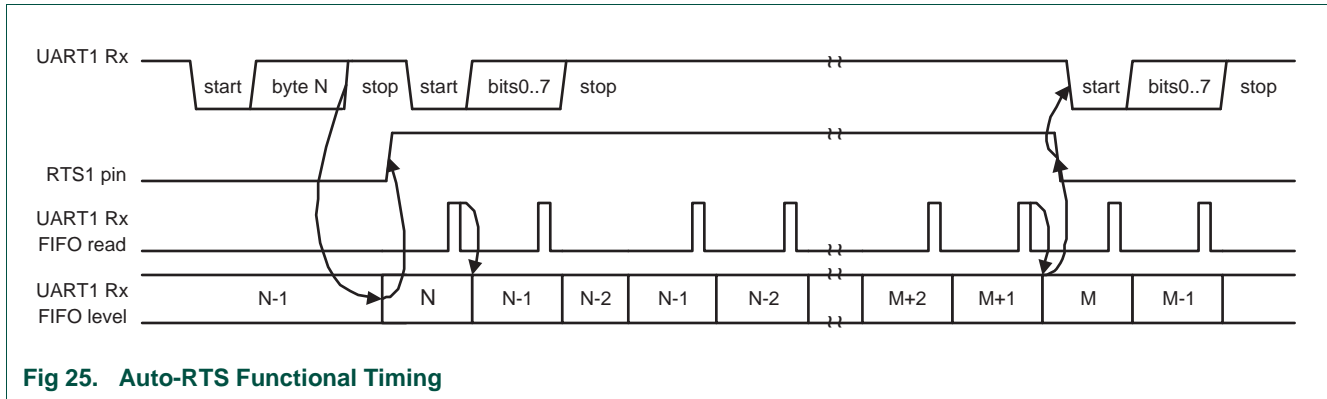 UART1 Rx
start byte N stop start bits0..7 stop start bits0..7 stop
RTS1 pin
UART1 Rx
FIFO read
UART1 Rx
FIFO level
N-1 N N-1 N-2 N-1 N-2 M+2 M+1 M M-1
Fig 25. Auto-RTS Functional Timing